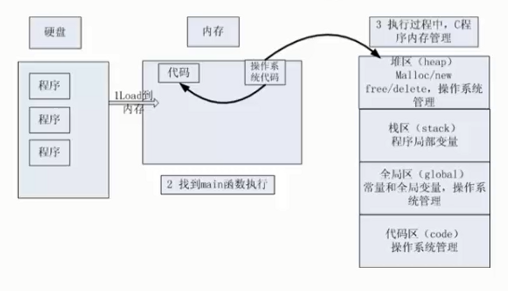 硬盘
程序
程序
程序
1Load到
内存
内存
代码
操作系
统代码
2 找到main函数执行
3 执行过程中，C程
序内存管理
堆区（heap）
Malloc/new
free/delete，操作系统
管理
栈区（stack）
程序局部变量
全局区（global）
常量和全局变量，操作系
统管理
代码区（code）
操作系统管理